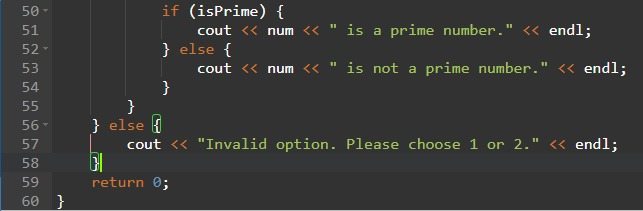 50 if (isPrime) {
51 cout << num << " is a prime number." << endl;
52 } else {
53 cout << num << " is not a prime number." << endl;
54 }
55 }
56 } else {
57 cout << "Invalid option. Please choose 1 or 2." << endl;
58 }
59 return 0;
60 }